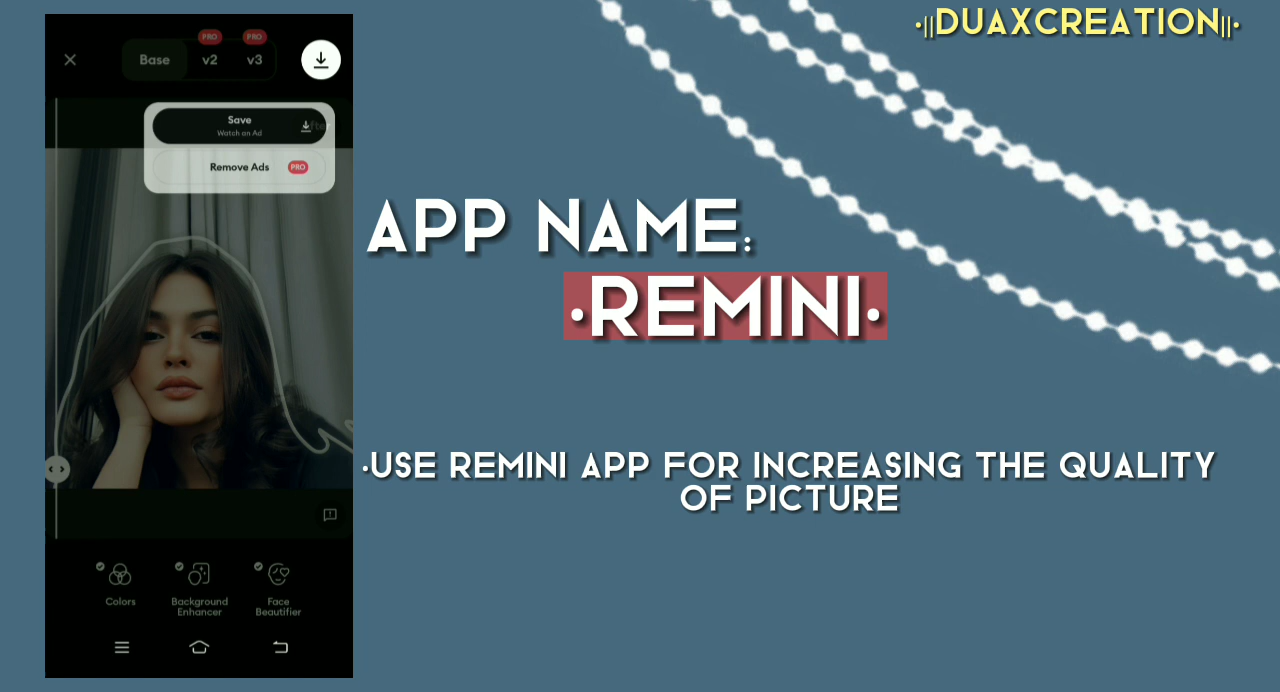 ·||DUAXCREATION||·
PRO PRO
Base v2 v3
Save
Watch an Ad
Remove Ads PRO
APP NAME:
·REMINI·
·USE REMINI APP FOR INCREASING THE QUALITY
OF PICTURE
Colors Background Enhancer Face Beautifier